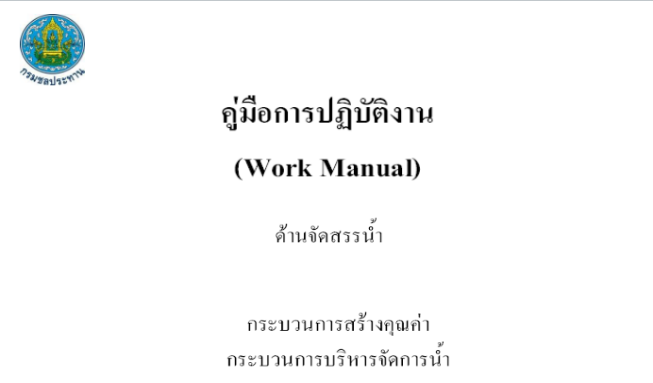 กรมชลประทาน
คู่มือการปฏิบัติงาน
(Work Manual)
ด้านจัดสรรน้ำ
กระบวนการสร้างคุณค่า
กระบวนการบริหารจัดการน้ำ